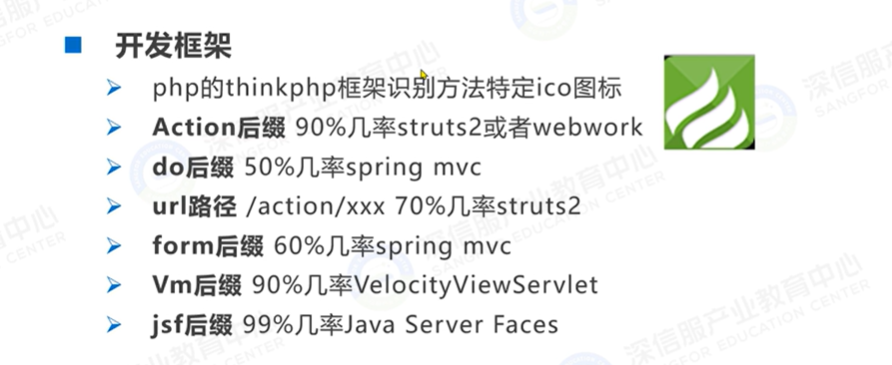 开发框架
php的thinkphp框架识别方法特定ico图标
Action后缀 90%几率struts2或者webwork
do后缀 50%几率spring mvc
url路径 /action/xxx 70%几率struts2
form后缀 60%几率spring mvc
Vm后缀 90%几率VelocityViewServlet
jsf后缀 99%几率Java Server Faces
深信服产业教育中心
SANGFOR EDUCATION CENTER